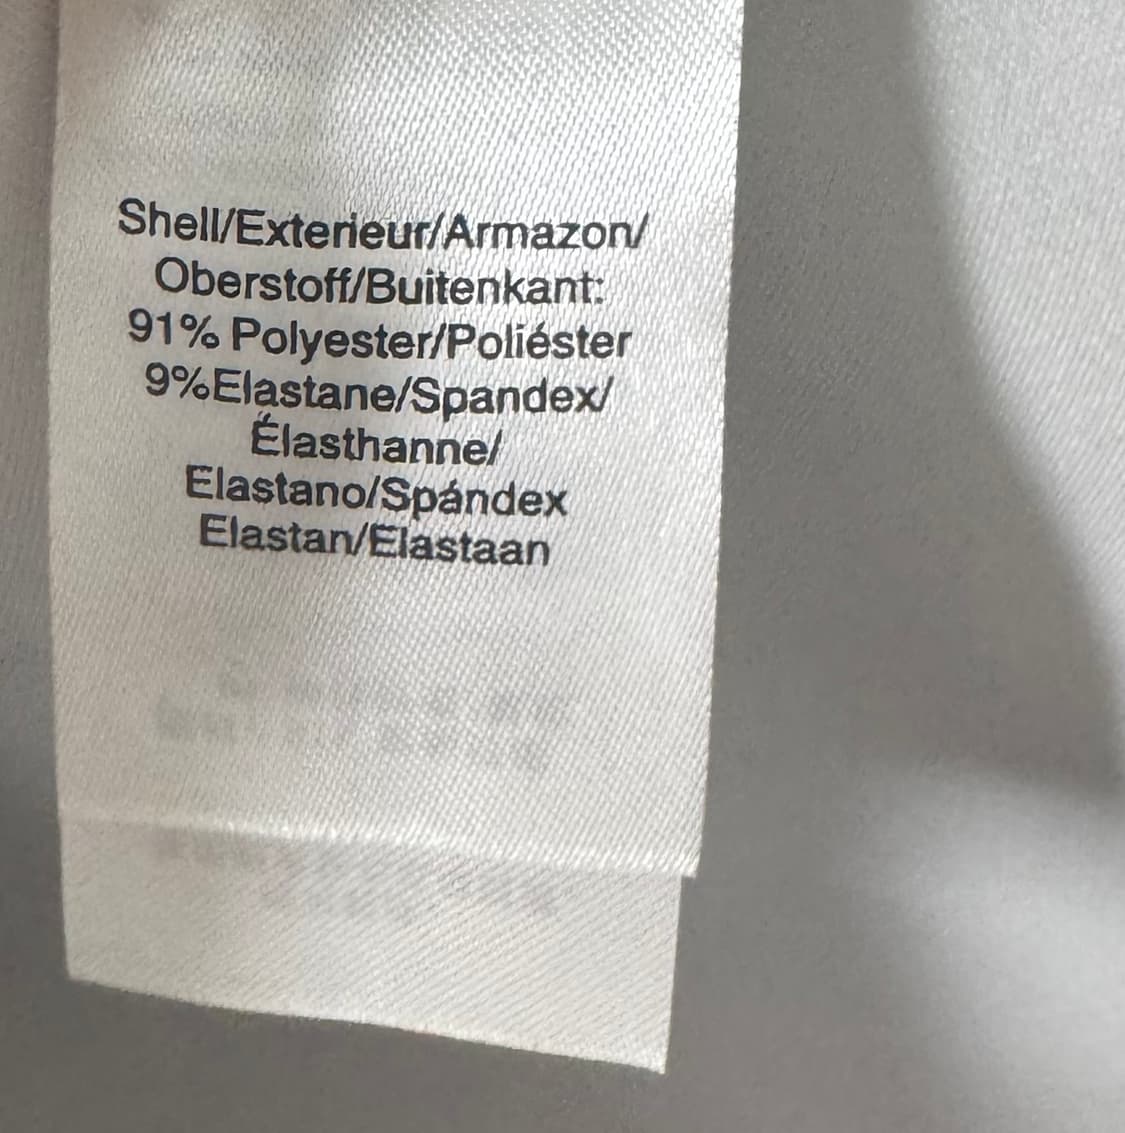 Shell/Exterieur/Armazon/
Oberstoff/Buitenkant:
91% Polyester/Poliéster
9%Elastane/Spandex/
Élasthanne/
Elastano/Spándex
Elastan/Elastaan